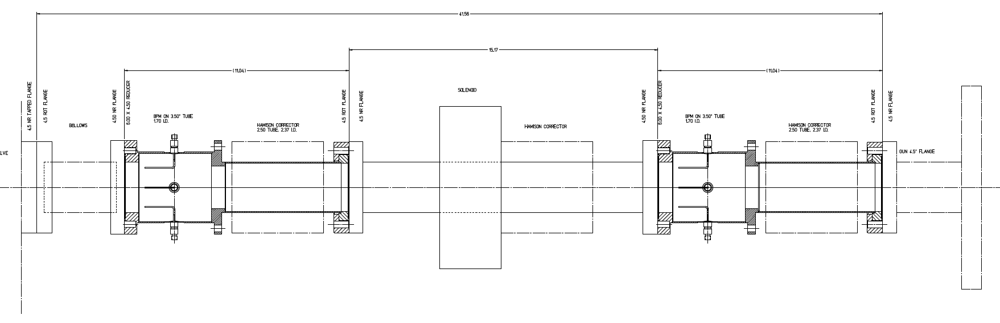 41.56
15.17
(11.04)
(11.04)
4.5 NR TAPPED FLANGE
4.5 ROT FLANGE
BELLOWS
4.50 NR FLANGE
6.00 X 4.50 REDUCER
BPM ON 3.50" TUBE
1.70 I.D.
HAMISON CORRECTOR
2.50 TUBE, 2.37 I.D.
4.5 ROT FLANGE
4.5 NR FLANGE
SOLENOID
HAMISON CORRECTOR
4.50 NR FLANGE
6.00 X 4.50 REDUCER
BPM ON 3.50" TUBE
1.70 I.D.
HAMISON CORRECTOR
2.50 TUBE, 2.37 I.D.
4.5 ROT FLANGE
4.5 NR FLANGE
LVE
GUN 4.5" FLANGE